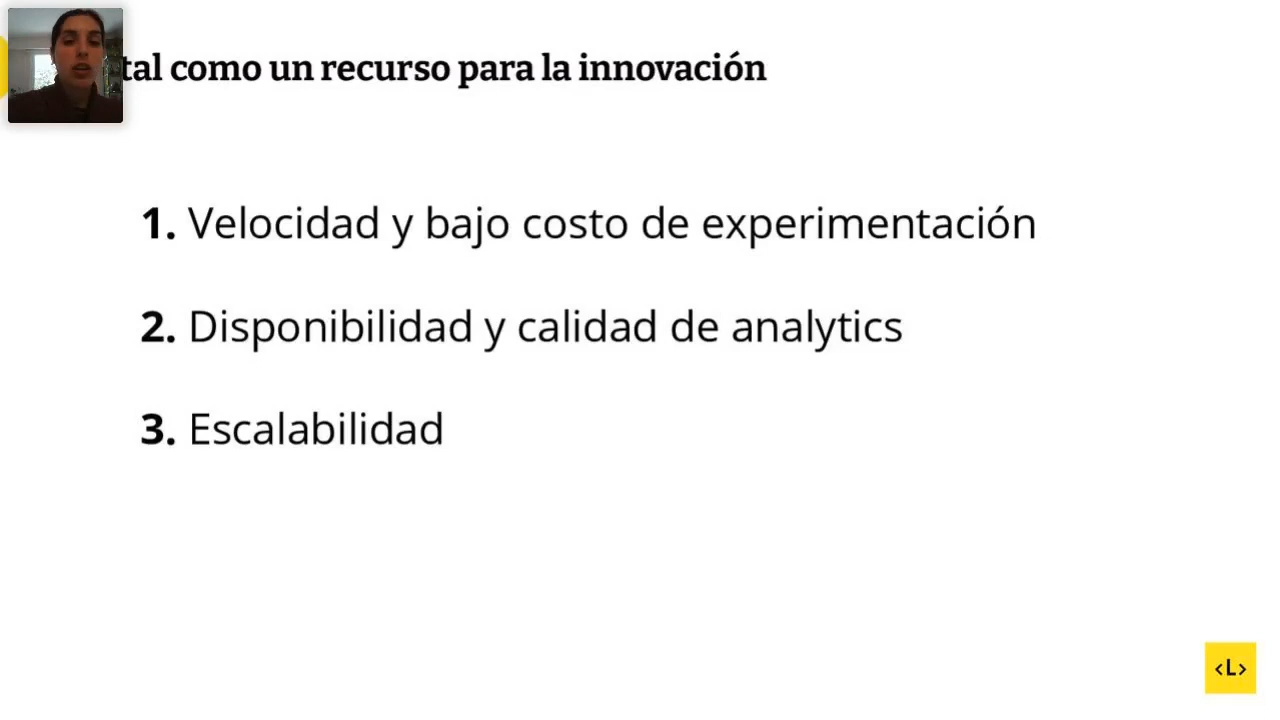 tal como un recurso para la innovación
1. Velocidad y bajo costo de experimentación
2. Disponibilidad y calidad de analytics
3. Escalabilidad
<L>